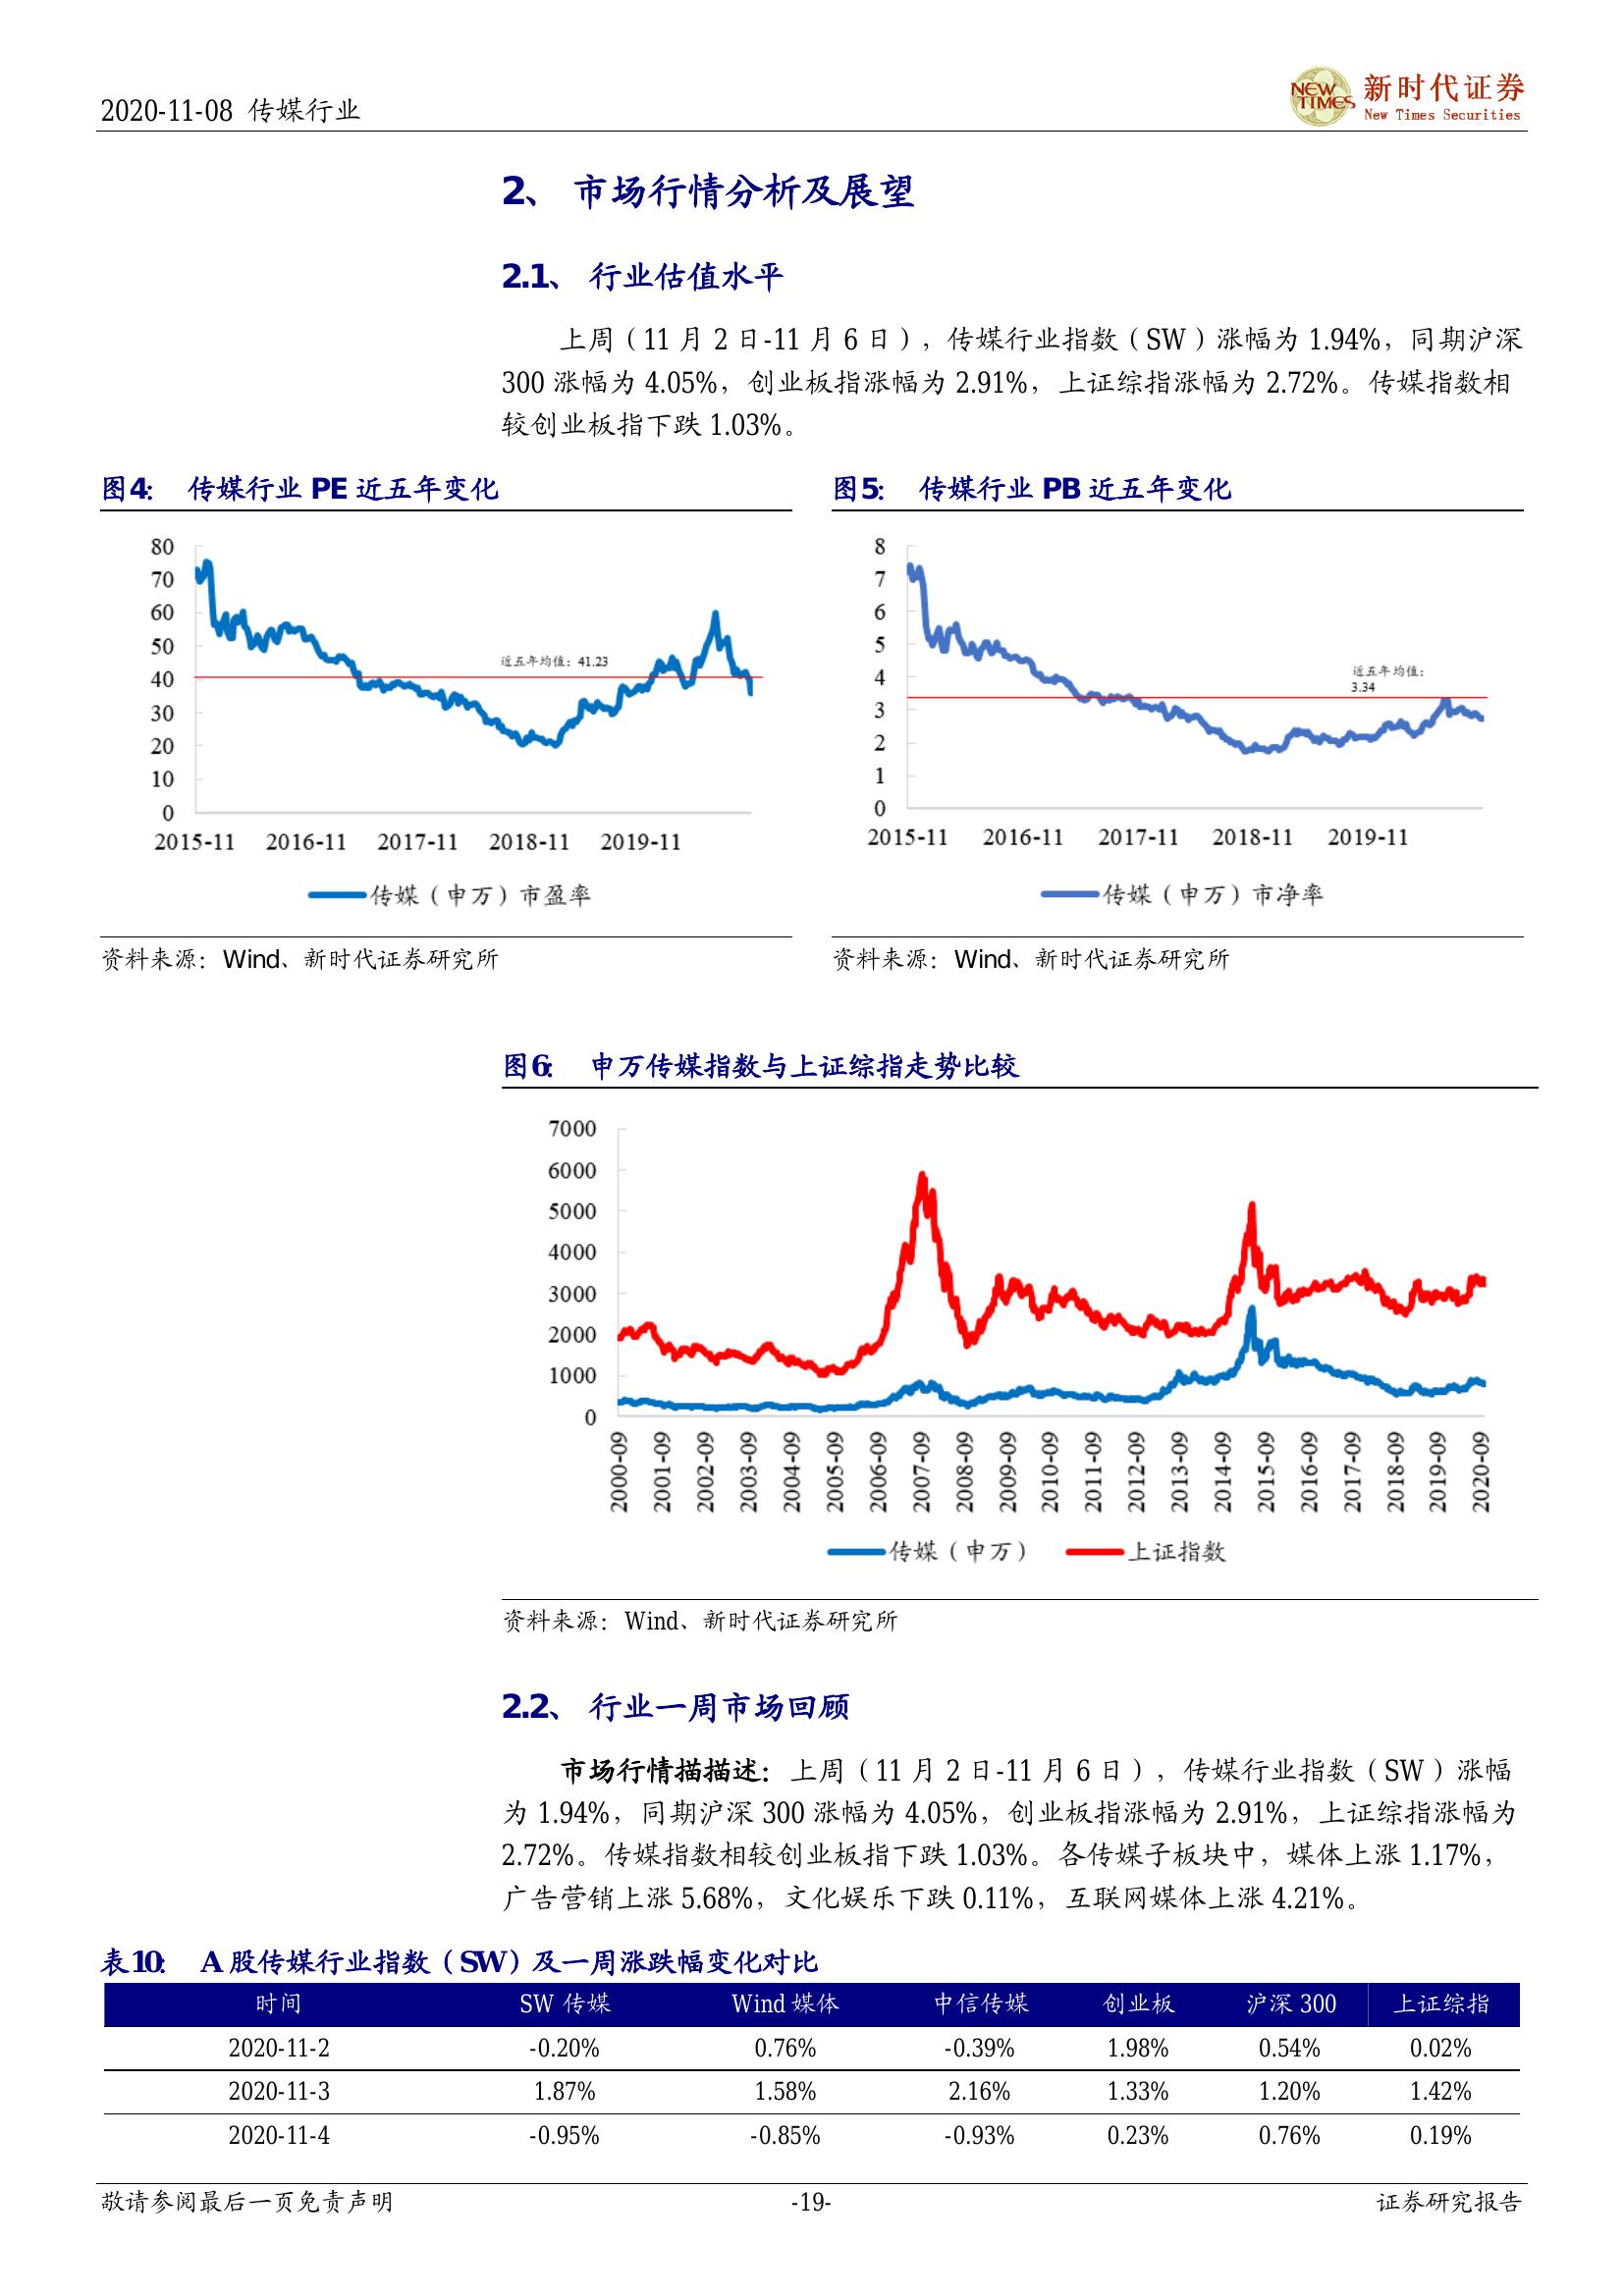 2020-11-08 传媒行业
NEW TIMES
新时代证券
New Times Securities
2、 市场行情分析及展望
2.1、 行业估值水平
上周（11 月 2 日-11 月 6 日），传媒行业指数（SW）涨幅为 1.94%，同期沪深
300 涨幅为 4.05%，创业板指涨幅为 2.91%，上证综指涨幅为 2.72%。传媒指数相
较创业板指下跌 1.03%。
图4: 传媒行业 PE 近五年变化
80
70
60
50
40
30
20
10
0
近五年均值：41.23
2015-11 2016-11 2017-11 2018-11 2019-11
传媒（申万）市盈率
资料来源：Wind、新时代证券研究所
图5: 传媒行业 PB 近五年变化
8
7
6
5
4
3
2
1
0
近五年均值：
3.34
2015-11 2016-11 2017-11 2018-11 2019-11
传媒（申万）市净率
资料来源：Wind、新时代证券研究所
图6: 申万传媒指数与上证综指走势比较
7000
6000
5000
4000
3000
2000
1000
0
2000-09 2001-09 2002-09 2003-09 2004-09 2005-09 2006-09 2007-09 2008-09 2009-09 2010-09 2011-09 2012-09 2013-09 2014-09 2015-09 2016-09 2017-09 2018-09 2019-09 2020-09
传媒（申万） 上证指数
资料来源：Wind、新时代证券研究所
2.2、 行业一周市场回顾
市场行情描描述：上周（11 月 2 日-11 月 6 日），传媒行业指数（SW）涨幅
为 1.94%，同期沪深 300 涨幅为 4.05%，创业板指涨幅为 2.91%，上证综指涨幅为
2.72%。传媒指数相较创业板指下跌 1.03%。各传媒子板块中，媒体上涨 1.17%，
广告营销上涨 5.68%，文化娱乐下跌 0.11%，互联网媒体上涨 4.21%。
表10: A 股传媒行业指数（SW）及一周涨跌幅变化对比
时间 SW 传媒 Wind 媒体 中信传媒 创业板 沪深 300 上证综指
2020-11-2 -0.20% 0.76% -0.39% 1.98% 0.54% 0.02%
2020-11-3 1.87% 1.58% 2.16% 1.33% 1.20% 1.42%
2020-11-4 -0.95% -0.85% -0.93% 0.23% 0.76% 0.19%
敬请参阅最后一页免责声明 -19- 证券研究报告